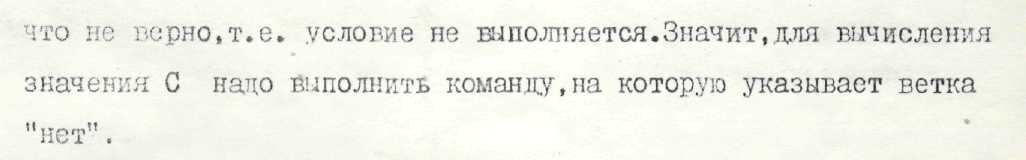 что не верно,т.е. условие не выполняется.Значит,для вычисления
значения С надо выполнить команду,на которую указывает ветка
"нет".